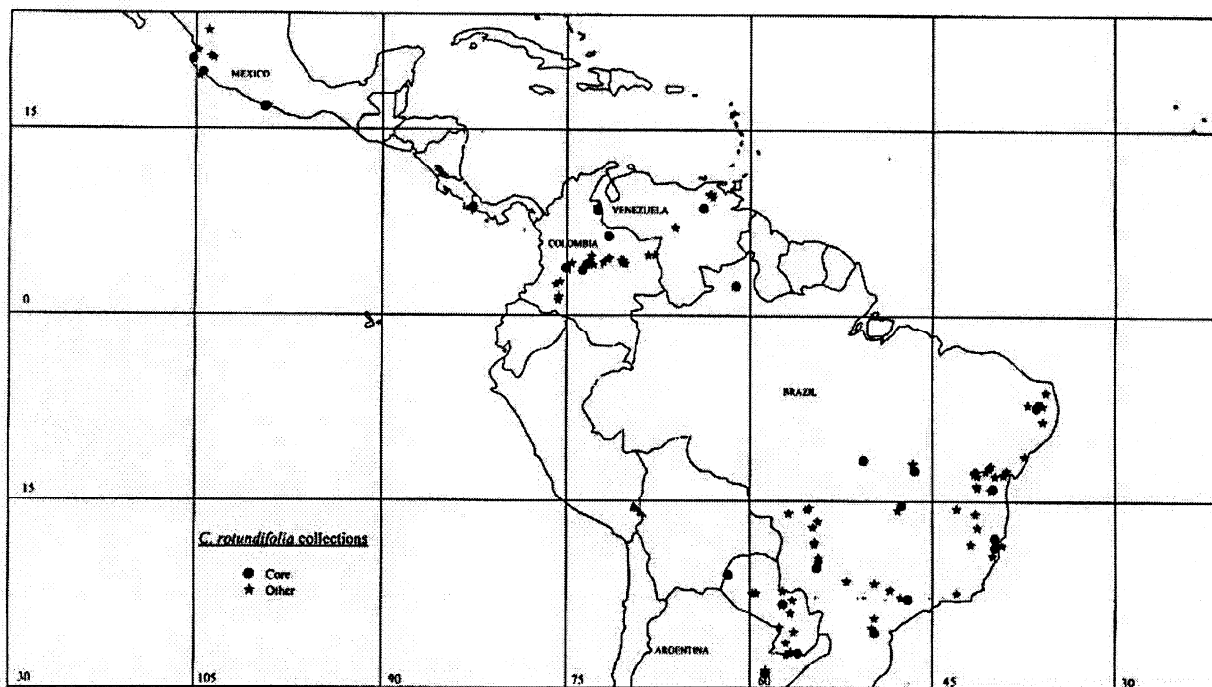 MEXICO
15
VENEZUELA
COLOMBIA
0
BRAZIL
15
C. rotundifolia collections
Core
Other
ARGENTINA
30 105 90 75 60 45 30